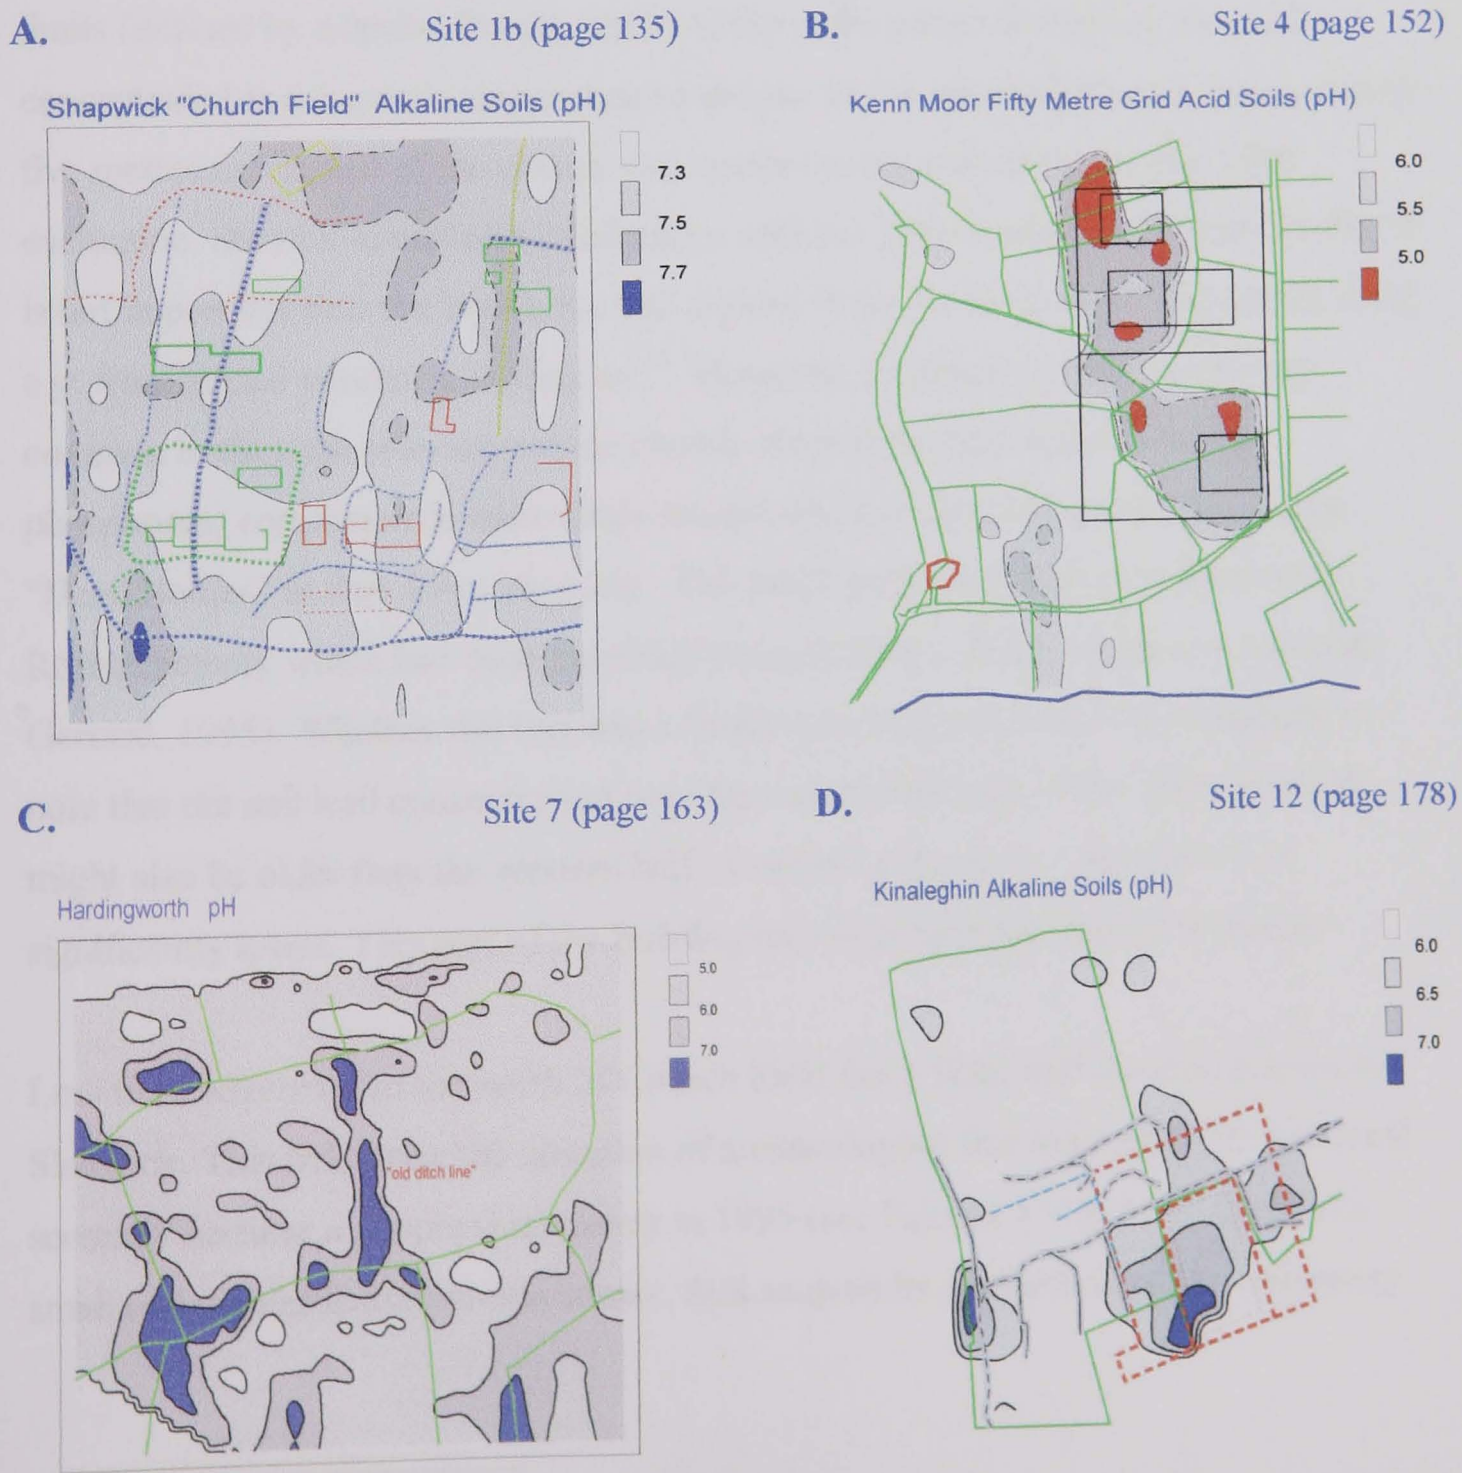 A.
Site 1b (page 135)
Shapwick "Church Field" Alkaline Soils (pH)
7.3
7.5
7.7
B.
Site 4 (page 152)
Kenn Moor Fifty Metre Grid Acid Soils (pH)
6.0
5.5
5.0
C.
Site 7 (page 163)
Hardingworth pH
5.0
6.0
7.0
"old ditch line"
D.
Site 12 (page 178)
Kinaleghin Alkaline Soils (pH)
6.0
6.5
7.0